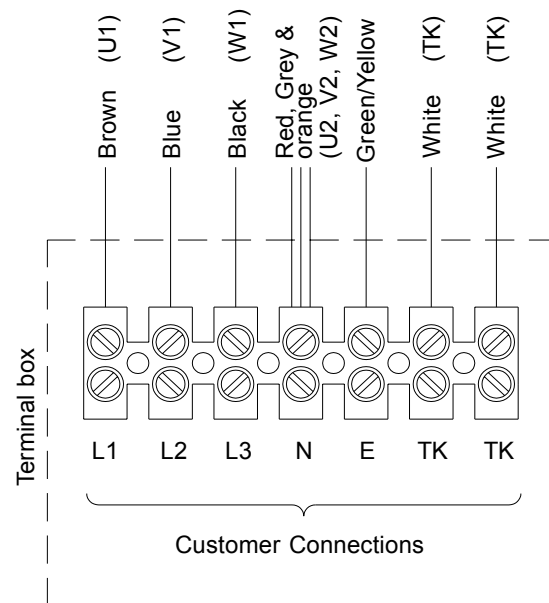 Brown (U1)
Blue (V1)
Black (W1)
Red, Grey &
orange
(U2, V2, W2)
Green/Yellow
White (TK)
White (TK)
Terminal box
L1 L2 L3 N E TK TK
Customer Connections